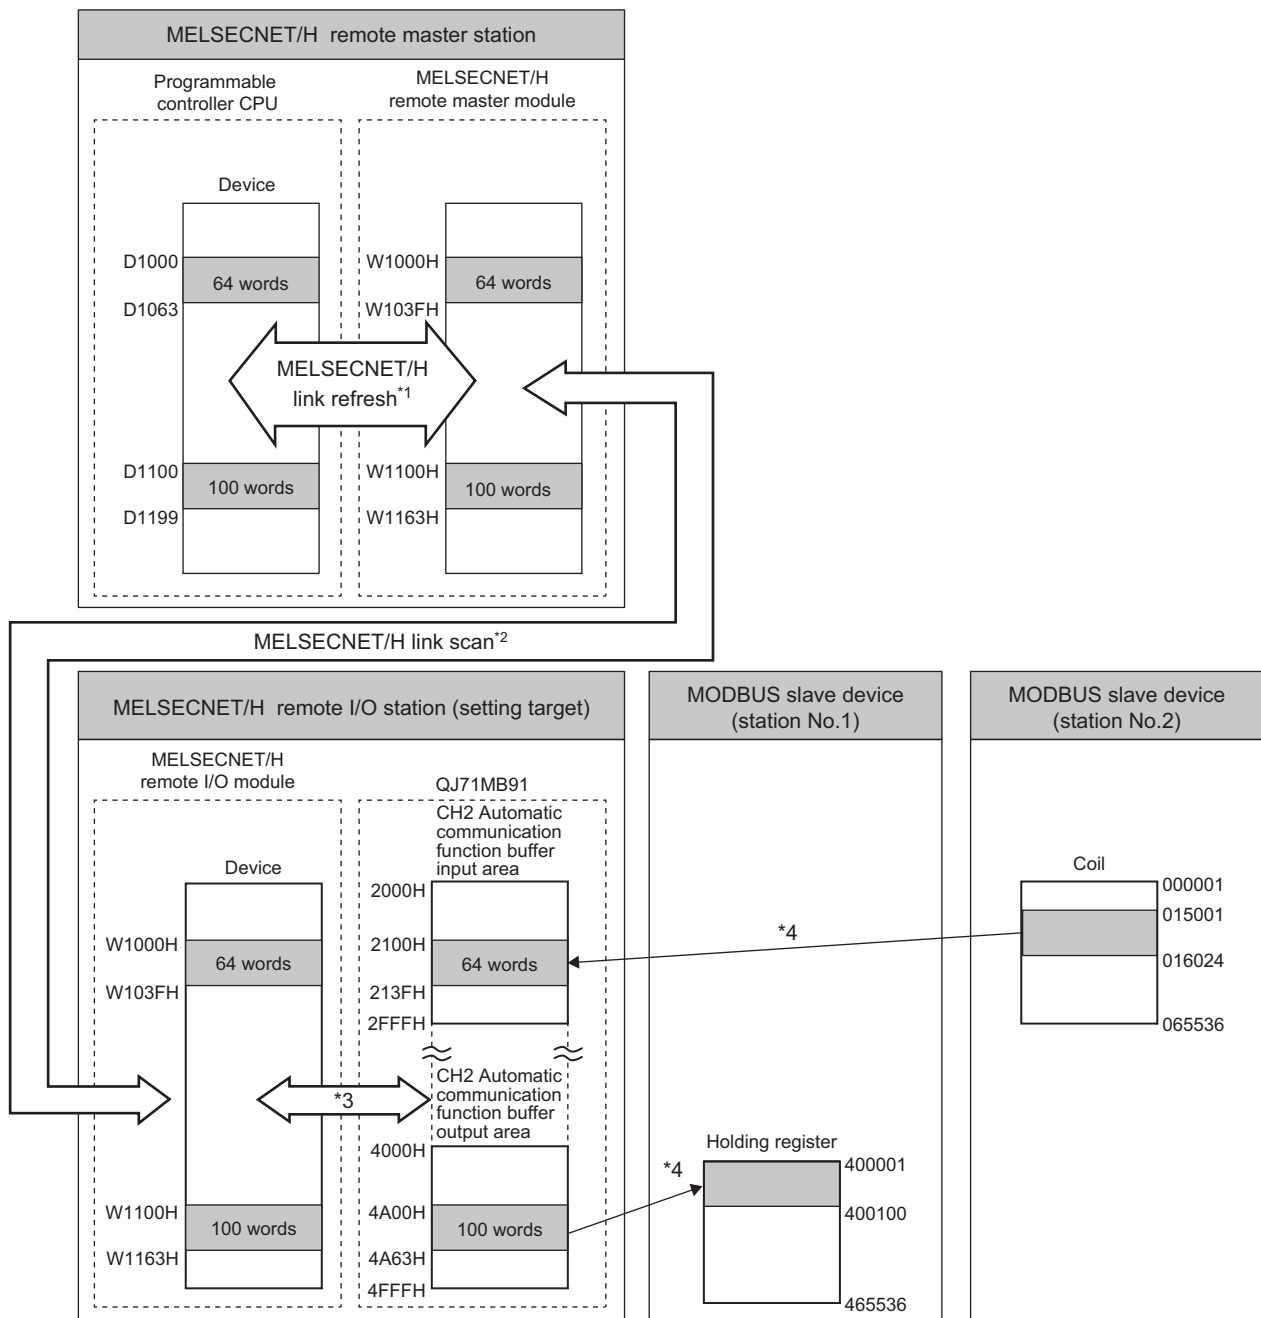 MELSECNET/H remote master station
Programmable
controller CPU
MELSECNET/H
remote master module
Device
D1000
64 words
D1063
W1000H
64 words
W103FH
MELSECNET/H
link refresh*1
D1100
100 words
D1199
W1100H
100 words
W1163H
MELSECNET/H link scan*2
MELSECNET/H remote I/O station (setting target)
MELSECNET/H
remote I/O module
Device
W1000H
64 words
W103FH
W1100H
100 words
W1163H
*3
QJ71MB91
CH2 Automatic
communication
function buffer
input area
2000H
2100H
64 words
213FH
2FFFH
CH2 Automatic
communication
function buffer
output area
4000H
4A00H
100 words
4A63H
4FFFH
MODBUS slave device
(station No.1)
*4
*4
Holding register
400001
400100
465536
MODBUS slave device
(station No.2)
Coil
000001
015001
016024
065536